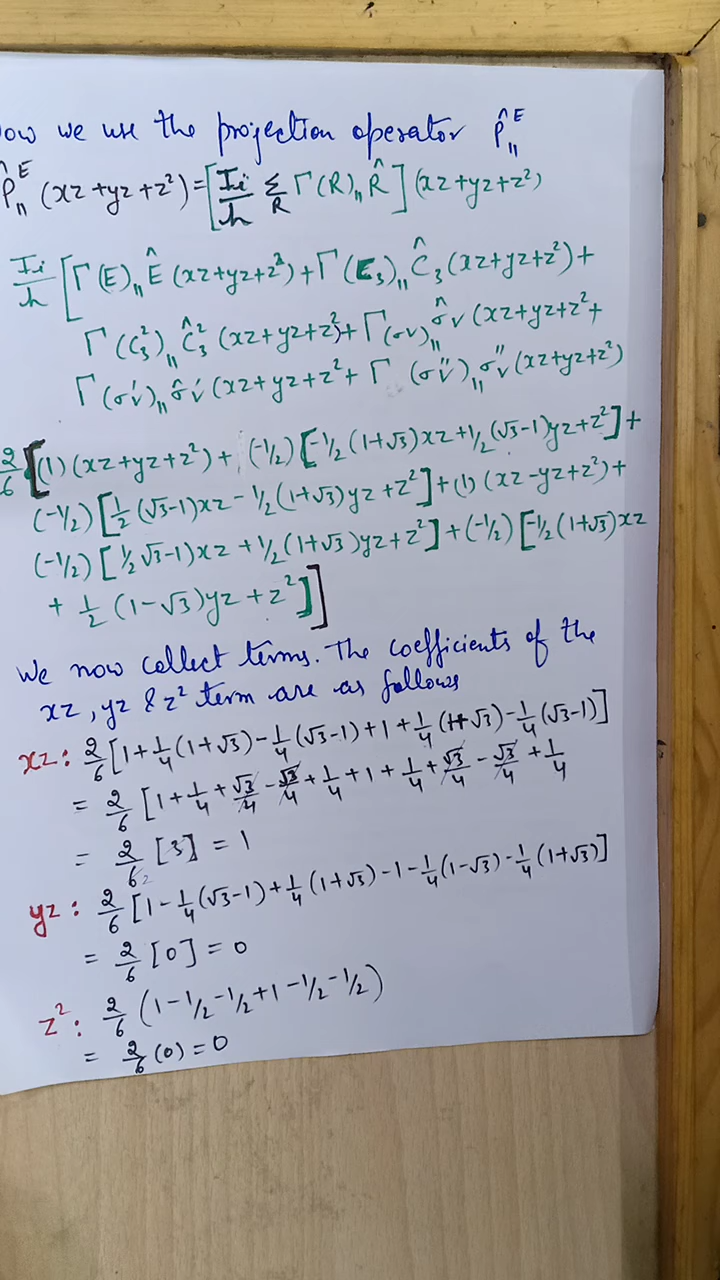 ow we use the projection operator P̂₁₁ᴱ
P̂₁₁ᴱ (xz+yz+z²) = [Ii/h Σ_R Γ(R)₁₁ R̂] (xz+yz+z²)
Ii/h [Γ(E)₁₁ Ê (xz+yz+z²) + Γ(C₃)₁₁ Ĉ₃ (xz+yz+z²) +
Γ(C₃²)₁₁ Ĉ₃² (xz+yz+z²) + Γ(σv)₁₁ σ̂v (xz+yz+z² +
Γ(σv')₁₁ σ̂v' (xz+yz+z² + Γ (σv'')₁₁ σv'' (xz+yz+z²)
2/6 [(1) (xz+yz+z²) + (-1/2) [-1/2 (1+√3) xz + 1/2 (√3-1) yz + z²] +
(-1/2) [1/2 (√3-1) xz - 1/2 (1+√3) yz + z²] + (1) (xz-yz+z²) +
(-1/2) [1/2 √3-1) xz + 1/2 (1+√3) yz + z²] + (-1/2) [-1/2 (1+√3) xz
+ 1/2 (1-√3) yz + z²]]
We now collect terms. The coefficients of the
xz, yz & z² term are as follows
xz: 2/6 [1 + 1/4 (1+√3) - 1/4 (√3-1) + 1 + 1/4 (1+√3) - 1/4 (√3-1)]
= 2/6 [1 + 1/4 + √3/4 - √3/4 + 1/4 + 1 + 1/4 + √3/4 - √3/4 + 1/4
= 2/6 [3] = 1
yz: 2/6 [1 - 1/4 (√3-1) + 1/4 (1+√3) - 1 - 1/4 (1-√3) - 1/4 (1+√3)]
= 2/6 [0] = 0
z²: 2/6 (1 - 1/2 - 1/2 + 1 - 1/2 - 1/2)
= 2/6 (0) = 0